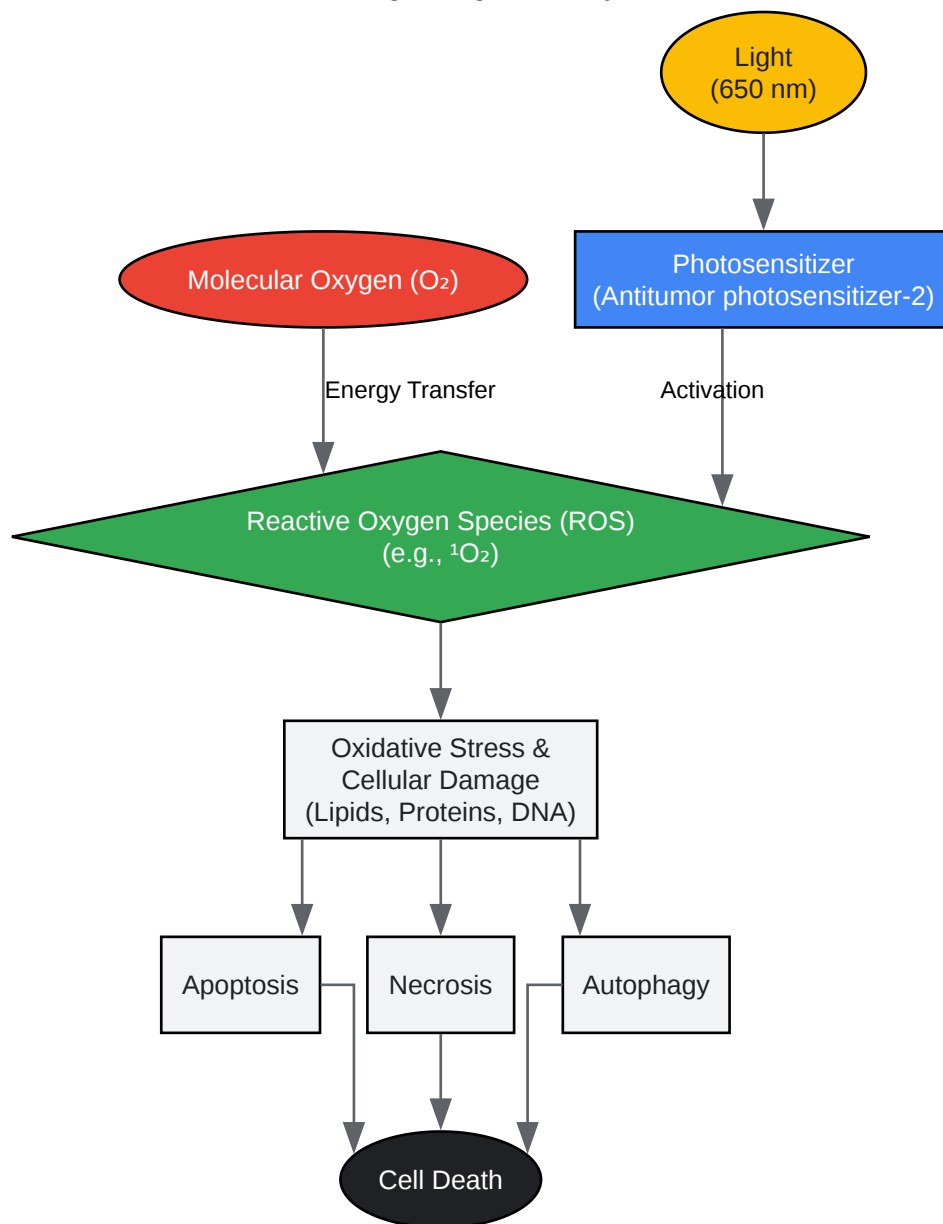 Light
(650 nm)
Molecular Oxygen (O₂)
Photosensitizer
(Antitumor photosensitizer-2)
Energy Transfer
Activation
Reactive Oxygen Species (ROS)
(e.g., ¹O₂)
Oxidative Stress &
Cellular Damage
(Lipids, Proteins, DNA)
Apoptosis
Necrosis
Autophagy
Cell Death